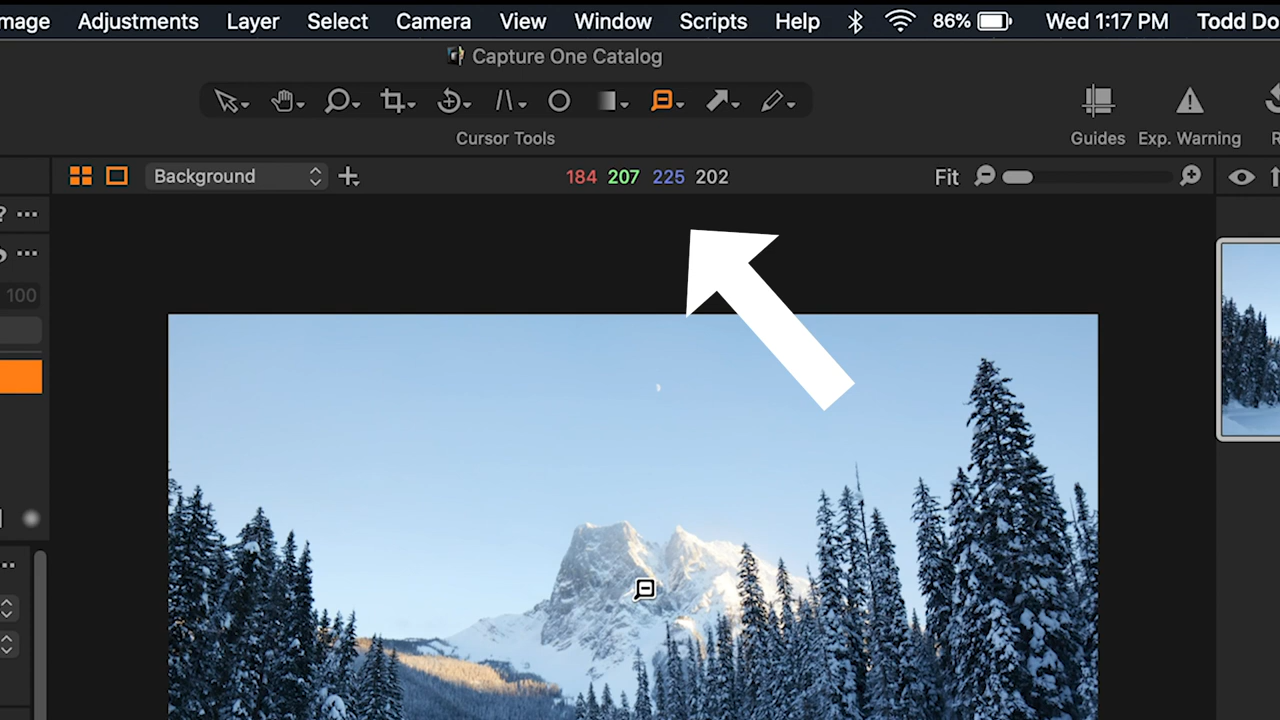 mage Adjustments Layer Select Camera View Window Scripts Help 86% Wed 1:17 PM Todd Do
Capture One Catalog
Cursor Tools
Guides Exp. Warning R
Background 184 207 225 202 Fit
?
100